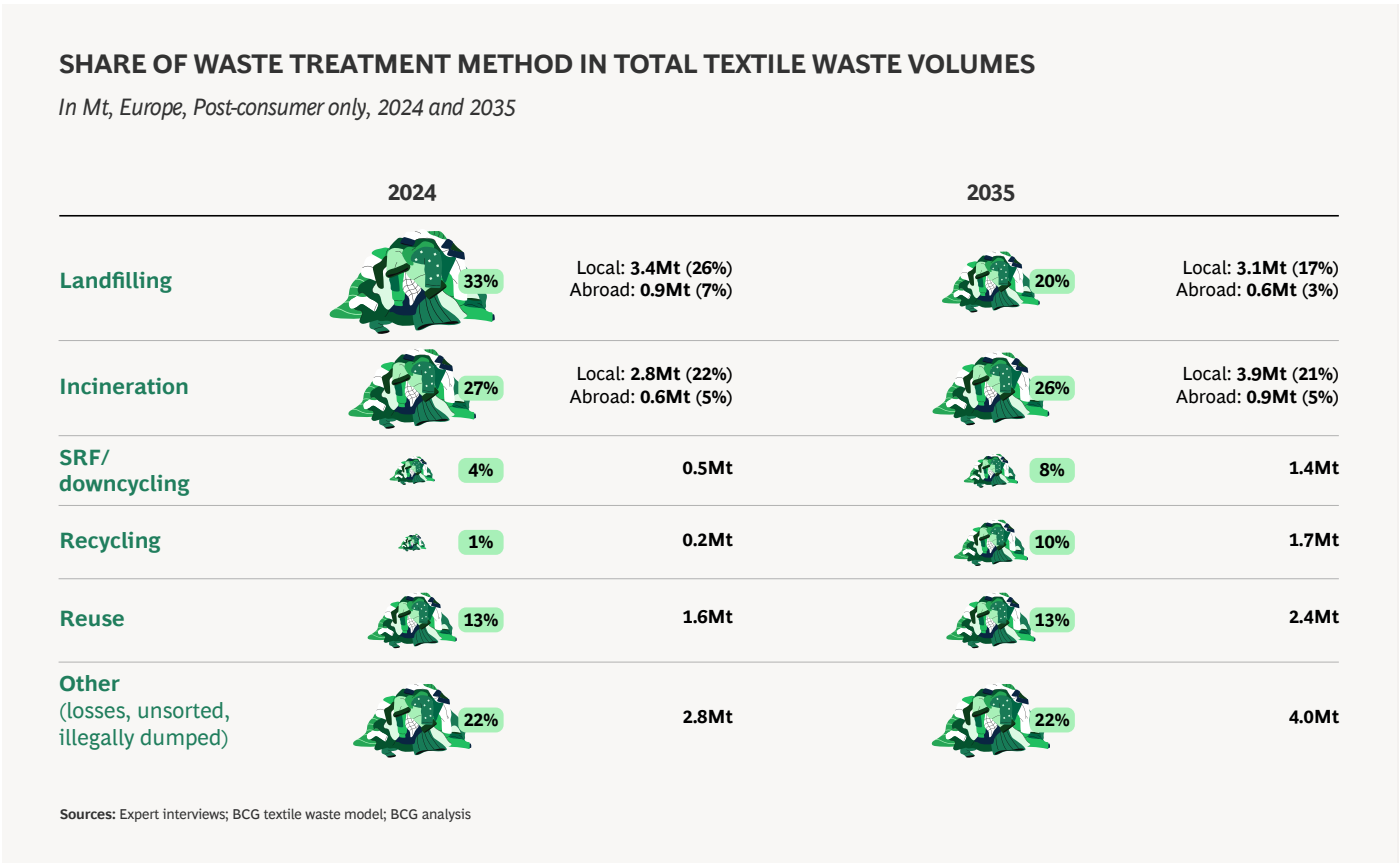 SHARE OF WASTE TREATMENT METHOD IN TOTAL TEXTILE WASTE VOLUMES
In Mt, Europe, Post-consumer only, 2024 and 2035
2024
2035
Landfilling
33%
Local: 3.4Mt (26%)
Abroad: 0.9Mt (7%)
20%
Local: 3.1Mt (17%)
Abroad: 0.6Mt (3%)
Incineration
27%
Local: 2.8Mt (22%)
Abroad: 0.6Mt (5%)
26%
Local: 3.9Mt (21%)
Abroad: 0.9Mt (5%)
SRF/
downcycling
4%
0.5Mt
8%
1.4Mt
Recycling
1%
0.2Mt
10%
1.7Mt
Reuse
13%
1.6Mt
13%
2.4Mt
Other
(losses, unsorted,
illegally dumped)
22%
2.8Mt
22%
4.0Mt
Sources: Expert interviews; BCG textile waste model; BCG analysis